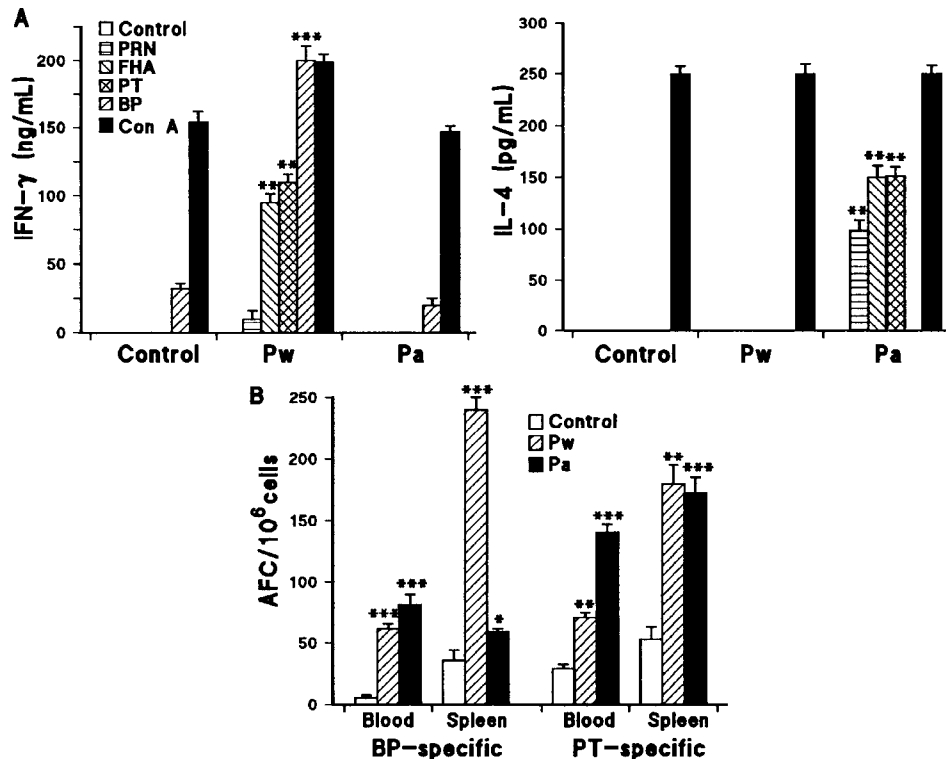 A
Control
PRN
FHA
PT
BP
Con A
IFN-γ (ng/mL)
200
150
100
50
0
***
**
**
Control
Pw
Pa
IL-4 (pg/mL)
300
250
200
150
100
50
0
**
**
**
Control
Pw
Pa
B
Control
Pw
Pa
AFC/10⁶cells
250
200
150
100
50
0
***
***
***
*
**
***
**
***
Blood
Spleen
Blood
Spleen
BP-specific
PT-specific